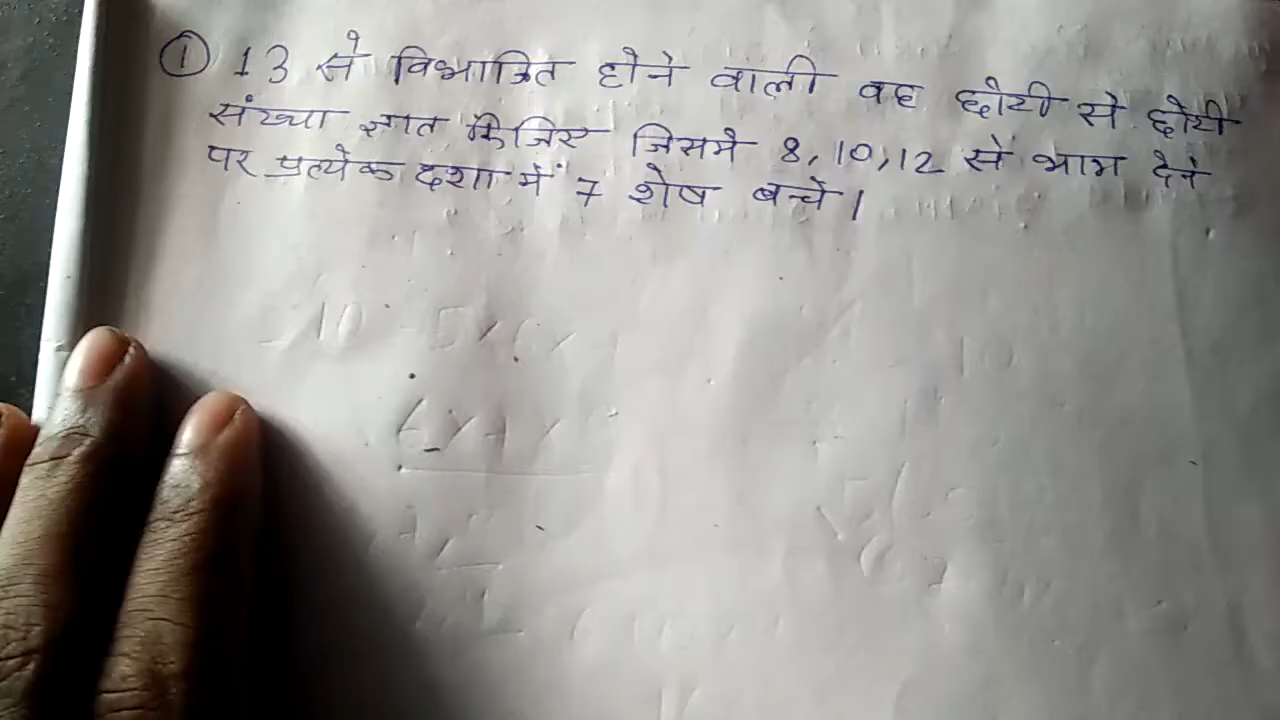 ① 13 से विभाजित होने वाली वह छोटी से छोटी
संख्या ज्ञात किजिए जिसमे 8, 10, 12 से भाग देने
पर प्रत्येक दशा में 7 शेष बचे।